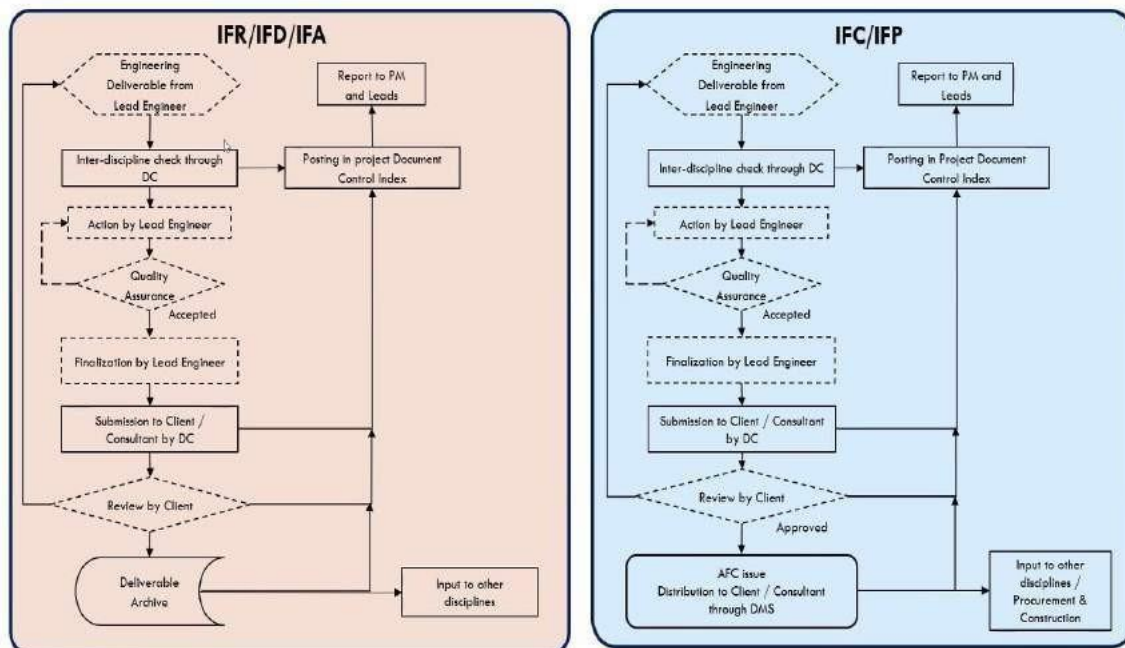 IFR/IFD/IFA
Engineering
Deliverable from
Lead Engineer
Report to PM
and Leads
Inter-discipline check through
DC
Posting in project Document
Control Index
Action by Lead Engineer
Quality
Assurance
Accepted
Finalization by Lead Engineer
Submission to Client /
Consultant by DC
Review by Client
Deliverable
Archive
Input to other
disciplines
IFC/IFP
Engineering
Deliverable from
Lead Engineer
Report to PM and
Leads
Inter-discipline check through DC
Posting in Project Document
Control Index
Action by Lead Engineer
Quality
Assurance
Accepted
Finalization by Lead Engineer
Submission to Client / Consultant
by DC
Review by Client
Approved
AFC issue
Distribution to Client / Consultant
through DMS
Input to other
disciplines /
Procurement &
Construction